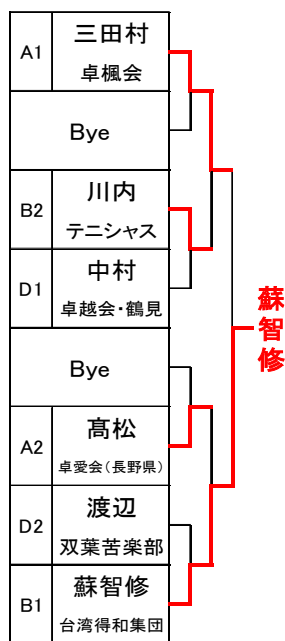 A1
三田村
卓楓会
Bye
B2
川内
テニシャス
D1
中村
卓越会・鶴見
Bye
A2
髙松
卓愛会(長野県)
D2
渡辺
双葉苦楽部
B1
蘇智修
台湾得和集団
蘇智修